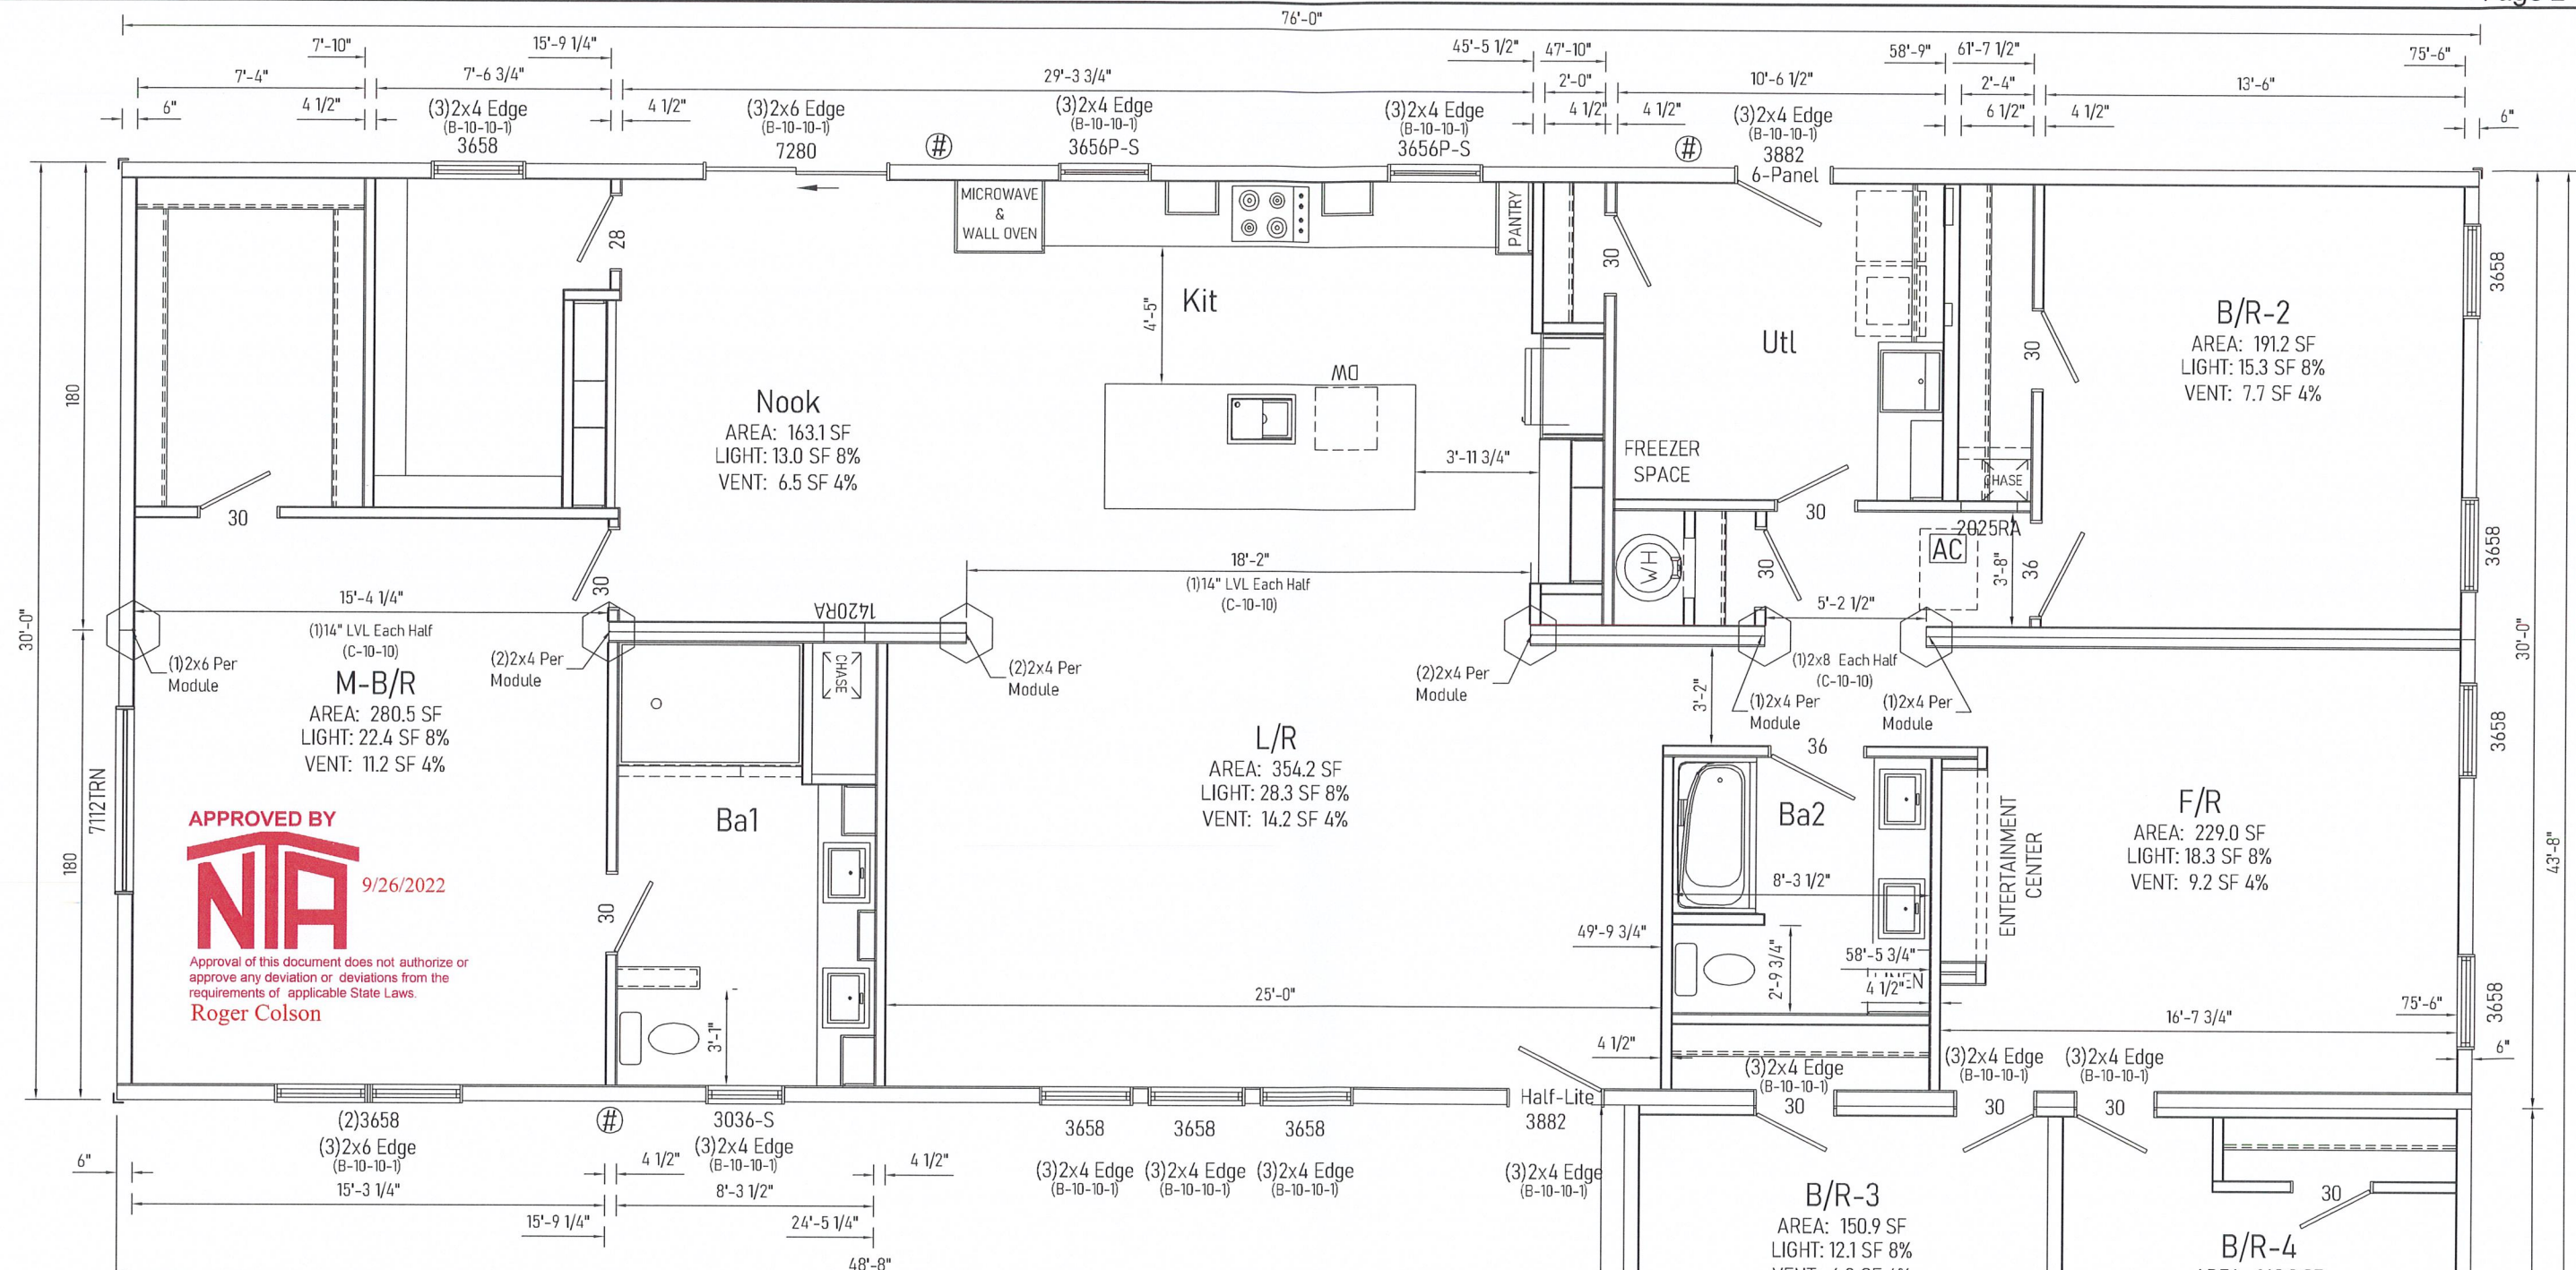 Page 2
76'-0"
7'-10"
15'-9 1/4"
45'-5 1/2"
47'-10"
58'-9"
61'-7 1/2"
75'-6"
7'-4"
7'-6 3/4"
29'-3 3/4"
2'-0"
10'-6 1/2"
2'-4"
13'-6"
6"
4 1/2"
(3)2x4 Edge
(B-10-10-1)
3658
4 1/2"
(3)2x6 Edge
(B-10-10-1)
7280
#
(3)2x4 Edge
(B-10-10-1)
3656P-S
(3)2x4 Edge
(B-10-10-1)
3656P-S
4 1/2"
4 1/2"
#
(3)2x4 Edge
(B-10-10-1)
3882
6-Panel
6 1/2"
4 1/2"
6"
180
30'-0"
28
MICROWAVE
&
WALL OVEN
PANTRY
30
4'-5"
Kit
Utl
30
B/R-2
AREA: 191.2 SF
LIGHT: 15.3 SF 8%
VENT: 7.7 SF 4%
3658
DW
Nook
AREA: 163.1 SF
LIGHT: 13.0 SF 8%
VENT: 6.5 SF 4%
3'-11 3/4"
FREEZER
SPACE
CHASE
30
30
2025RA
AC
3'-8"
36
3658
WH
30
30
18'-2"
(1)14" LVL Each Half
(C-10-10)
15'-4 1/4"
(1)14" LVL Each Half
(C-10-10)
1420RA
5'-2 1/2"
(1)2x8 Each Half
(C-10-10)
30'-0"
(1)2x6 Per
Module
(2)2x4 Per
Module
(2)2x4 Per
Module
(2)2x4 Per
Module
(1)2x4 Per
Module
(1)2x4 Per
Module
CHASE
3'-2"
36
M-B/R
AREA: 280.5 SF
LIGHT: 22.4 SF 8%
VENT: 11.2 SF 4%
7112TRN
180
L/R
AREA: 354.2 SF
LIGHT: 28.3 SF 8%
VENT: 14.2 SF 4%
Ba1
Ba2
3658
F/R
AREA: 229.0 SF
LIGHT: 18.3 SF 8%
VENT: 9.2 SF 4%
ENTERTAINMENT
CENTER
43'-8"
APPROVED BY
NTA
9/26/2022
Approval of this document does not authorize or
approve any deviation or deviations from the
requirements of applicable State Laws.
Roger Colson
30
8'-3 1/2"
49'-9 3/4"
2'-9 3/4"
58'-5 3/4"
4 1/2"
25'-0"
3'-1"
75'-6"
16'-7 3/4"
3658
6"
4 1/2"
(3)2x4 Edge
(B-10-10-1)
30
(3)2x4 Edge
(B-10-10-1)
30
(3)2x4 Edge
(B-10-10-1)
30
(2)3658
(3)2x6 Edge
(B-10-10-1)
#
3036-S
(3)2x4 Edge
(B-10-10-1)
3658
3658
3658
Half-Lite
3882
6"
4 1/2"
4 1/2"
(3)2x4 Edge
(B-10-10-1)
(3)2x4 Edge
(B-10-10-1)
(3)2x4 Edge
(B-10-10-1)
(3)2x4 Edge
(B-10-10-1)
15'-3 1/4"
8'-3 1/2"
15'-9 1/4"
24'-5 1/4"
48'-8"
B/R-3
AREA: 150.9 SF
LIGHT: 12.1 SF 8%
30
B/R-4